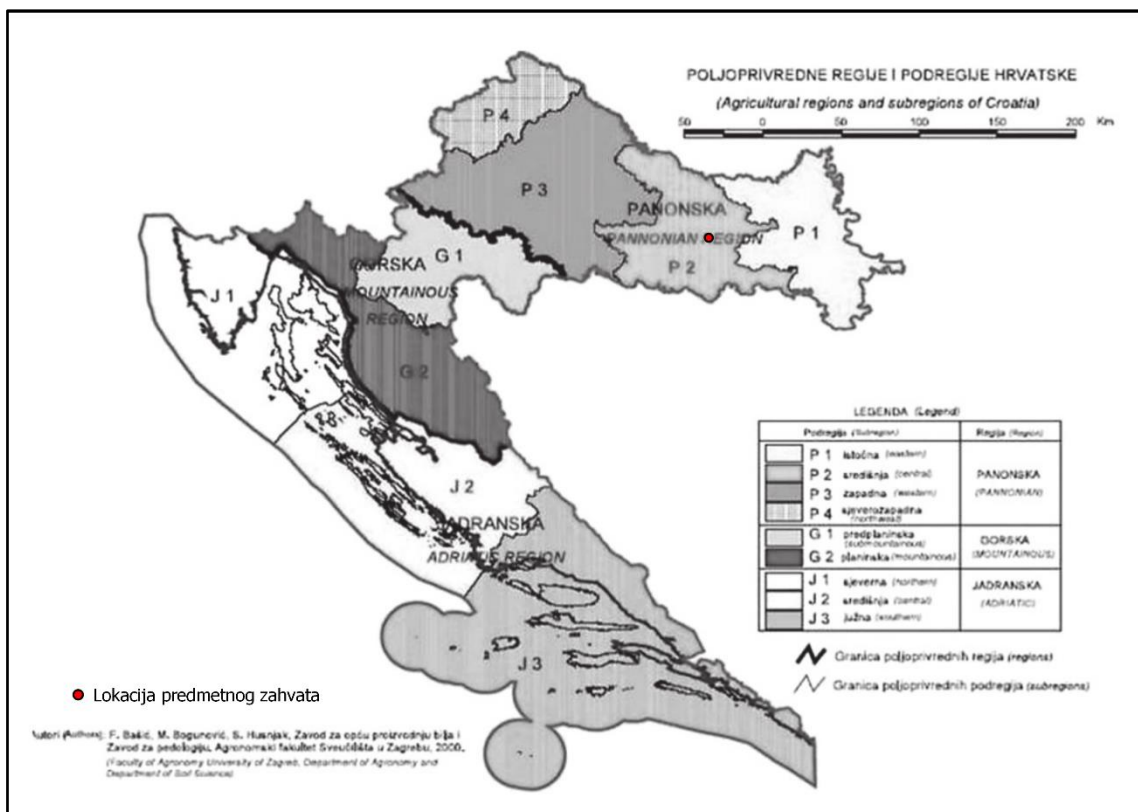 POLJOPRIVREDNE REGIJE I PODREGIJE HRVATSKE
(Agricultural regions and subregions of Croatia)
50 0 50 100 150 200 Km
P 4
P 3
PANONSKA
PANNONIAN REGION
P 1
P 2
G 1
GORSKA
MOUNTAINOUS
REGION
J 1
G 2
J 2
JADRANSKA
ADRIATIC REGION
J 3
LEGENDA (Legend)
Podregija (Subregion) Regija (Region)
P 1 istočna (eastern)
P 2 središnja (central)
P 3 zapadna (western)
P 4 sjeverozapadna
(northwest)
PANONSKA
(PANNONIAN)
G 1 predplaninska
(submountainous)
G 2 planinska (mountainous)
GORSKA
(MOUNTAINOUS)
J 1 sjeverna (northern)
J 2 središnja (central)
J 3 južna (southern)
JADRANSKA
(ADRIATIC)
Granica poljoprivrednih regija (regions)
Granica poljoprivrednih podregija (subregions)
Lokacija predmetnog zahvata
Autori (Authors): F. Bašić, M. Bogunović, S. Husnjak, Zavod za opću proizvodnju bilja i
Zavod za pedologiju, Agronomski fakultet Sveučilišta u Zagrebu, 2000.
(Faculty of Agronomy University of Zagreb, Department of Agronomy and
Department of Soil Science)